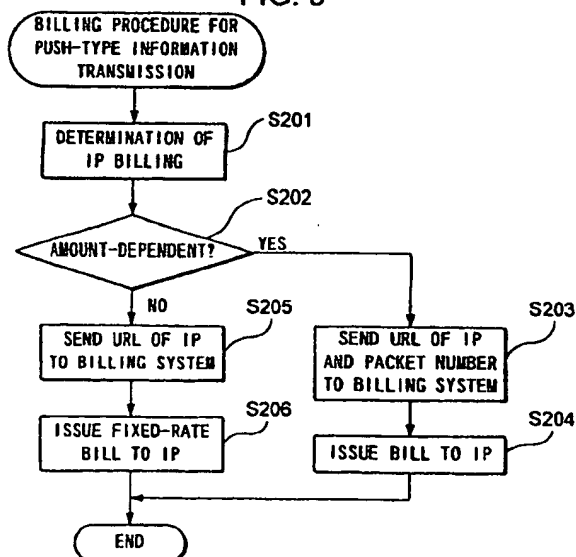 BILLING PROCEDURE FOR
PUSH-TYPE INFORMATION
TRANSMISSION
S201
DETERMINATION OF
IP BILLING
S202
AMOUNT-DEPENDENT?
YES
NO
S205
SEND URL OF IP
TO BILLING SYSTEM
S203
SEND URL OF IP
AND PACKET NUMBER
TO BILLING SYSTEM
S206
ISSUE FIXED-RATE
BILL TO IP
S204
ISSUE BILL TO IP
END